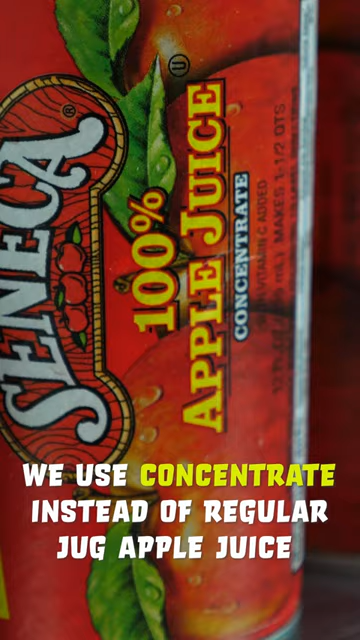 SENECA®
Ⓤ
100%
APPLE JUICE
CONCENTRATE
VITAMIN C ADDED
MAKES 1-1/2 QTS
WE USE CONCENTRATE
INSTEAD OF REGULAR
JUG APPLE JUICE